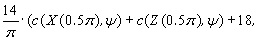 14/π · (c(X(0.5π),ψ) + c(Z(0.5π),ψ) + 18,